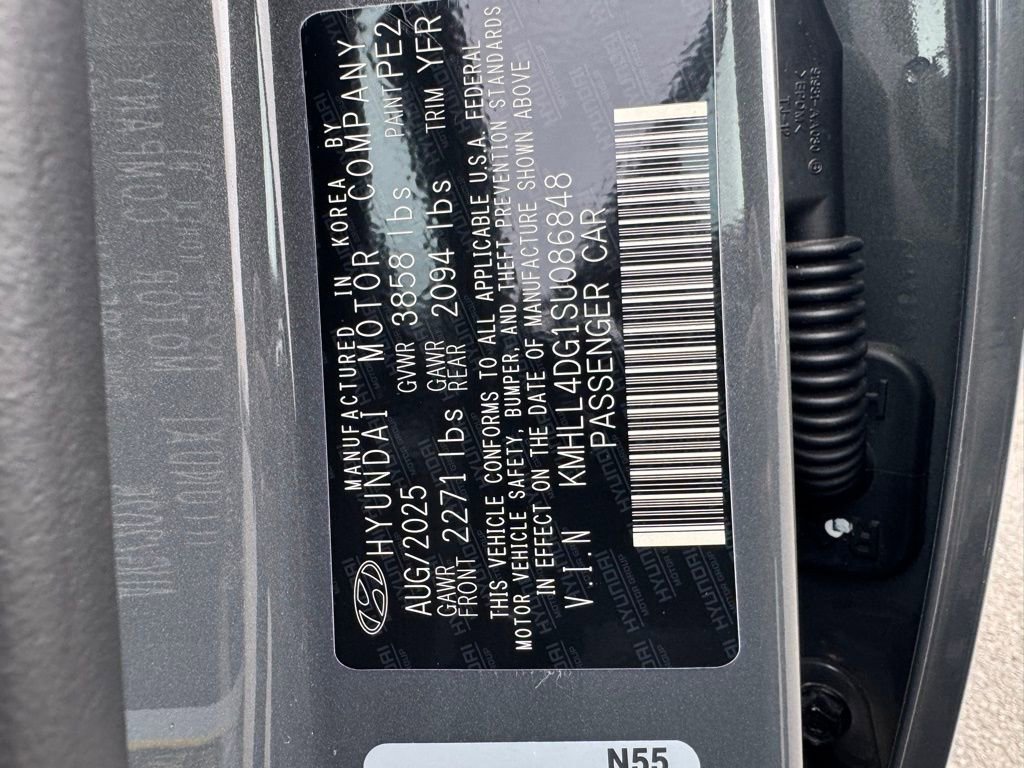 MANUFACTURED IN KOREA BY
HYUNDAI MOTOR COMPANY
AUG/2025 GVWR 3858 lbs PAINT PE2
GAWR FRONT 2271 lbs GAWR REAR 2094 lbs TRIM YFR
THIS VEHICLE CONFORMS TO ALL APPLICABLE U.S.A. FEDERAL
MOTOR VEHICLE SAFETY, BUMPER, AND THEFT PREVENTION STANDARDS
IN EFFECT ON THE DATE OF MANUFACTURE SHOWN ABOVE
V.I.N KMHLL4DG1SU086848
PASSENGER CAR
N55